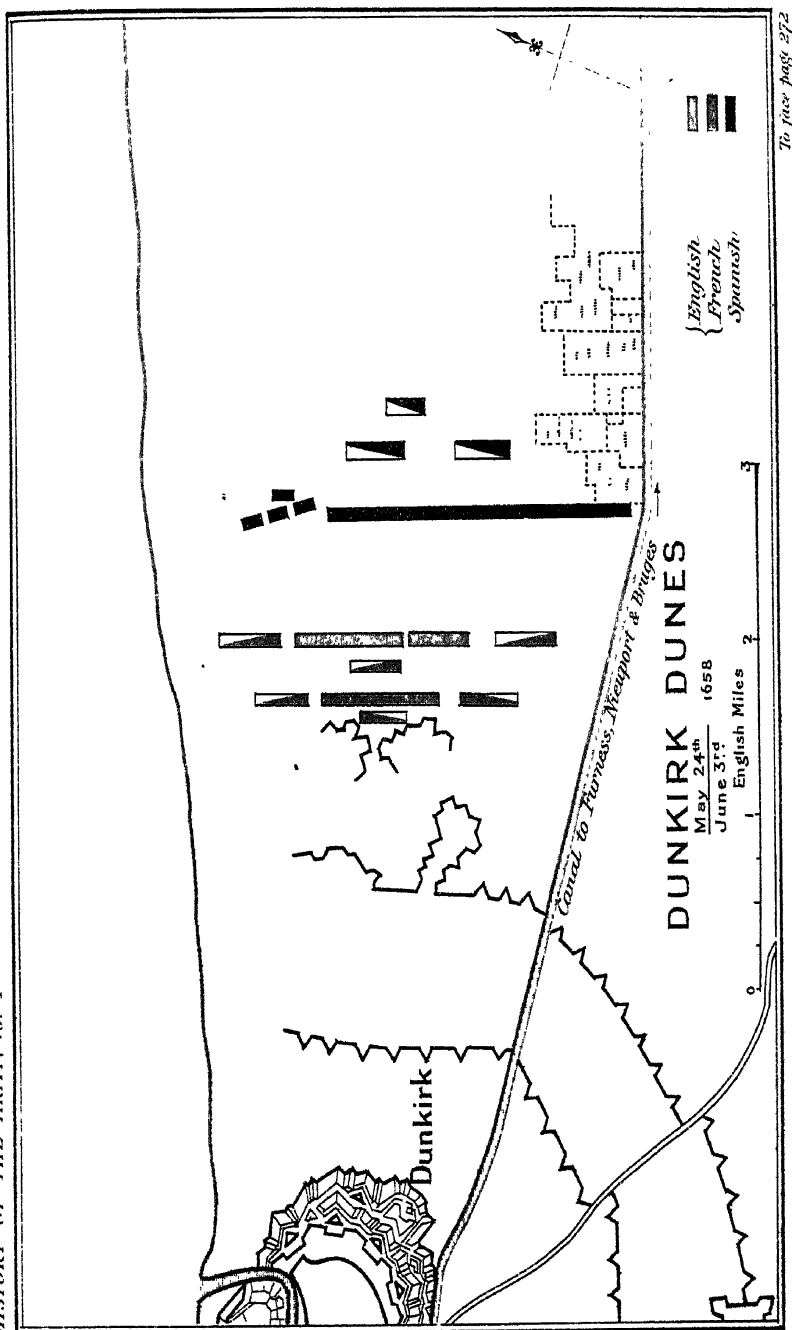 HISTORY OF THE ARMY, Vol I
To face page 272
English
French
Spanish
Dunkirk
Canal to Furness, Nieuport & Bruges
DUNKIRK DUNES
May 24th
June 3rd
1658
English Miles
0 1 2 3